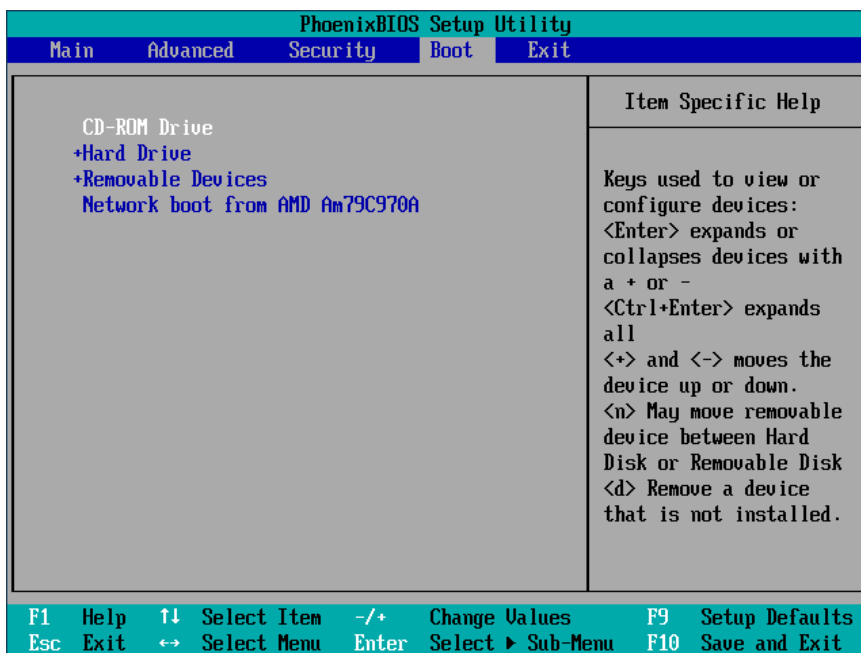 PhoenixBIOS Setup Utility
Main Advanced Security Boot Exit
CD-ROM Drive
+Hard Drive
+Removable Devices
Network boot from AMD Am79C970A
Item Specific Help
Keys used to view or
configure devices:
<Enter> expands or
collapses devices with
a + or -
<Ctrl+Enter> expands
all
<+> and <-> moves the
device up or down.
<n> May move removable
device between Hard
Disk or Removable Disk
<d> Remove a device
that is not installed.
F1 Help ↑↓ Select Item -/+ Change Values F9 Setup Defaults
Esc Exit ↔ Select Menu Enter Select ▶ Sub-Menu F10 Save and Exit